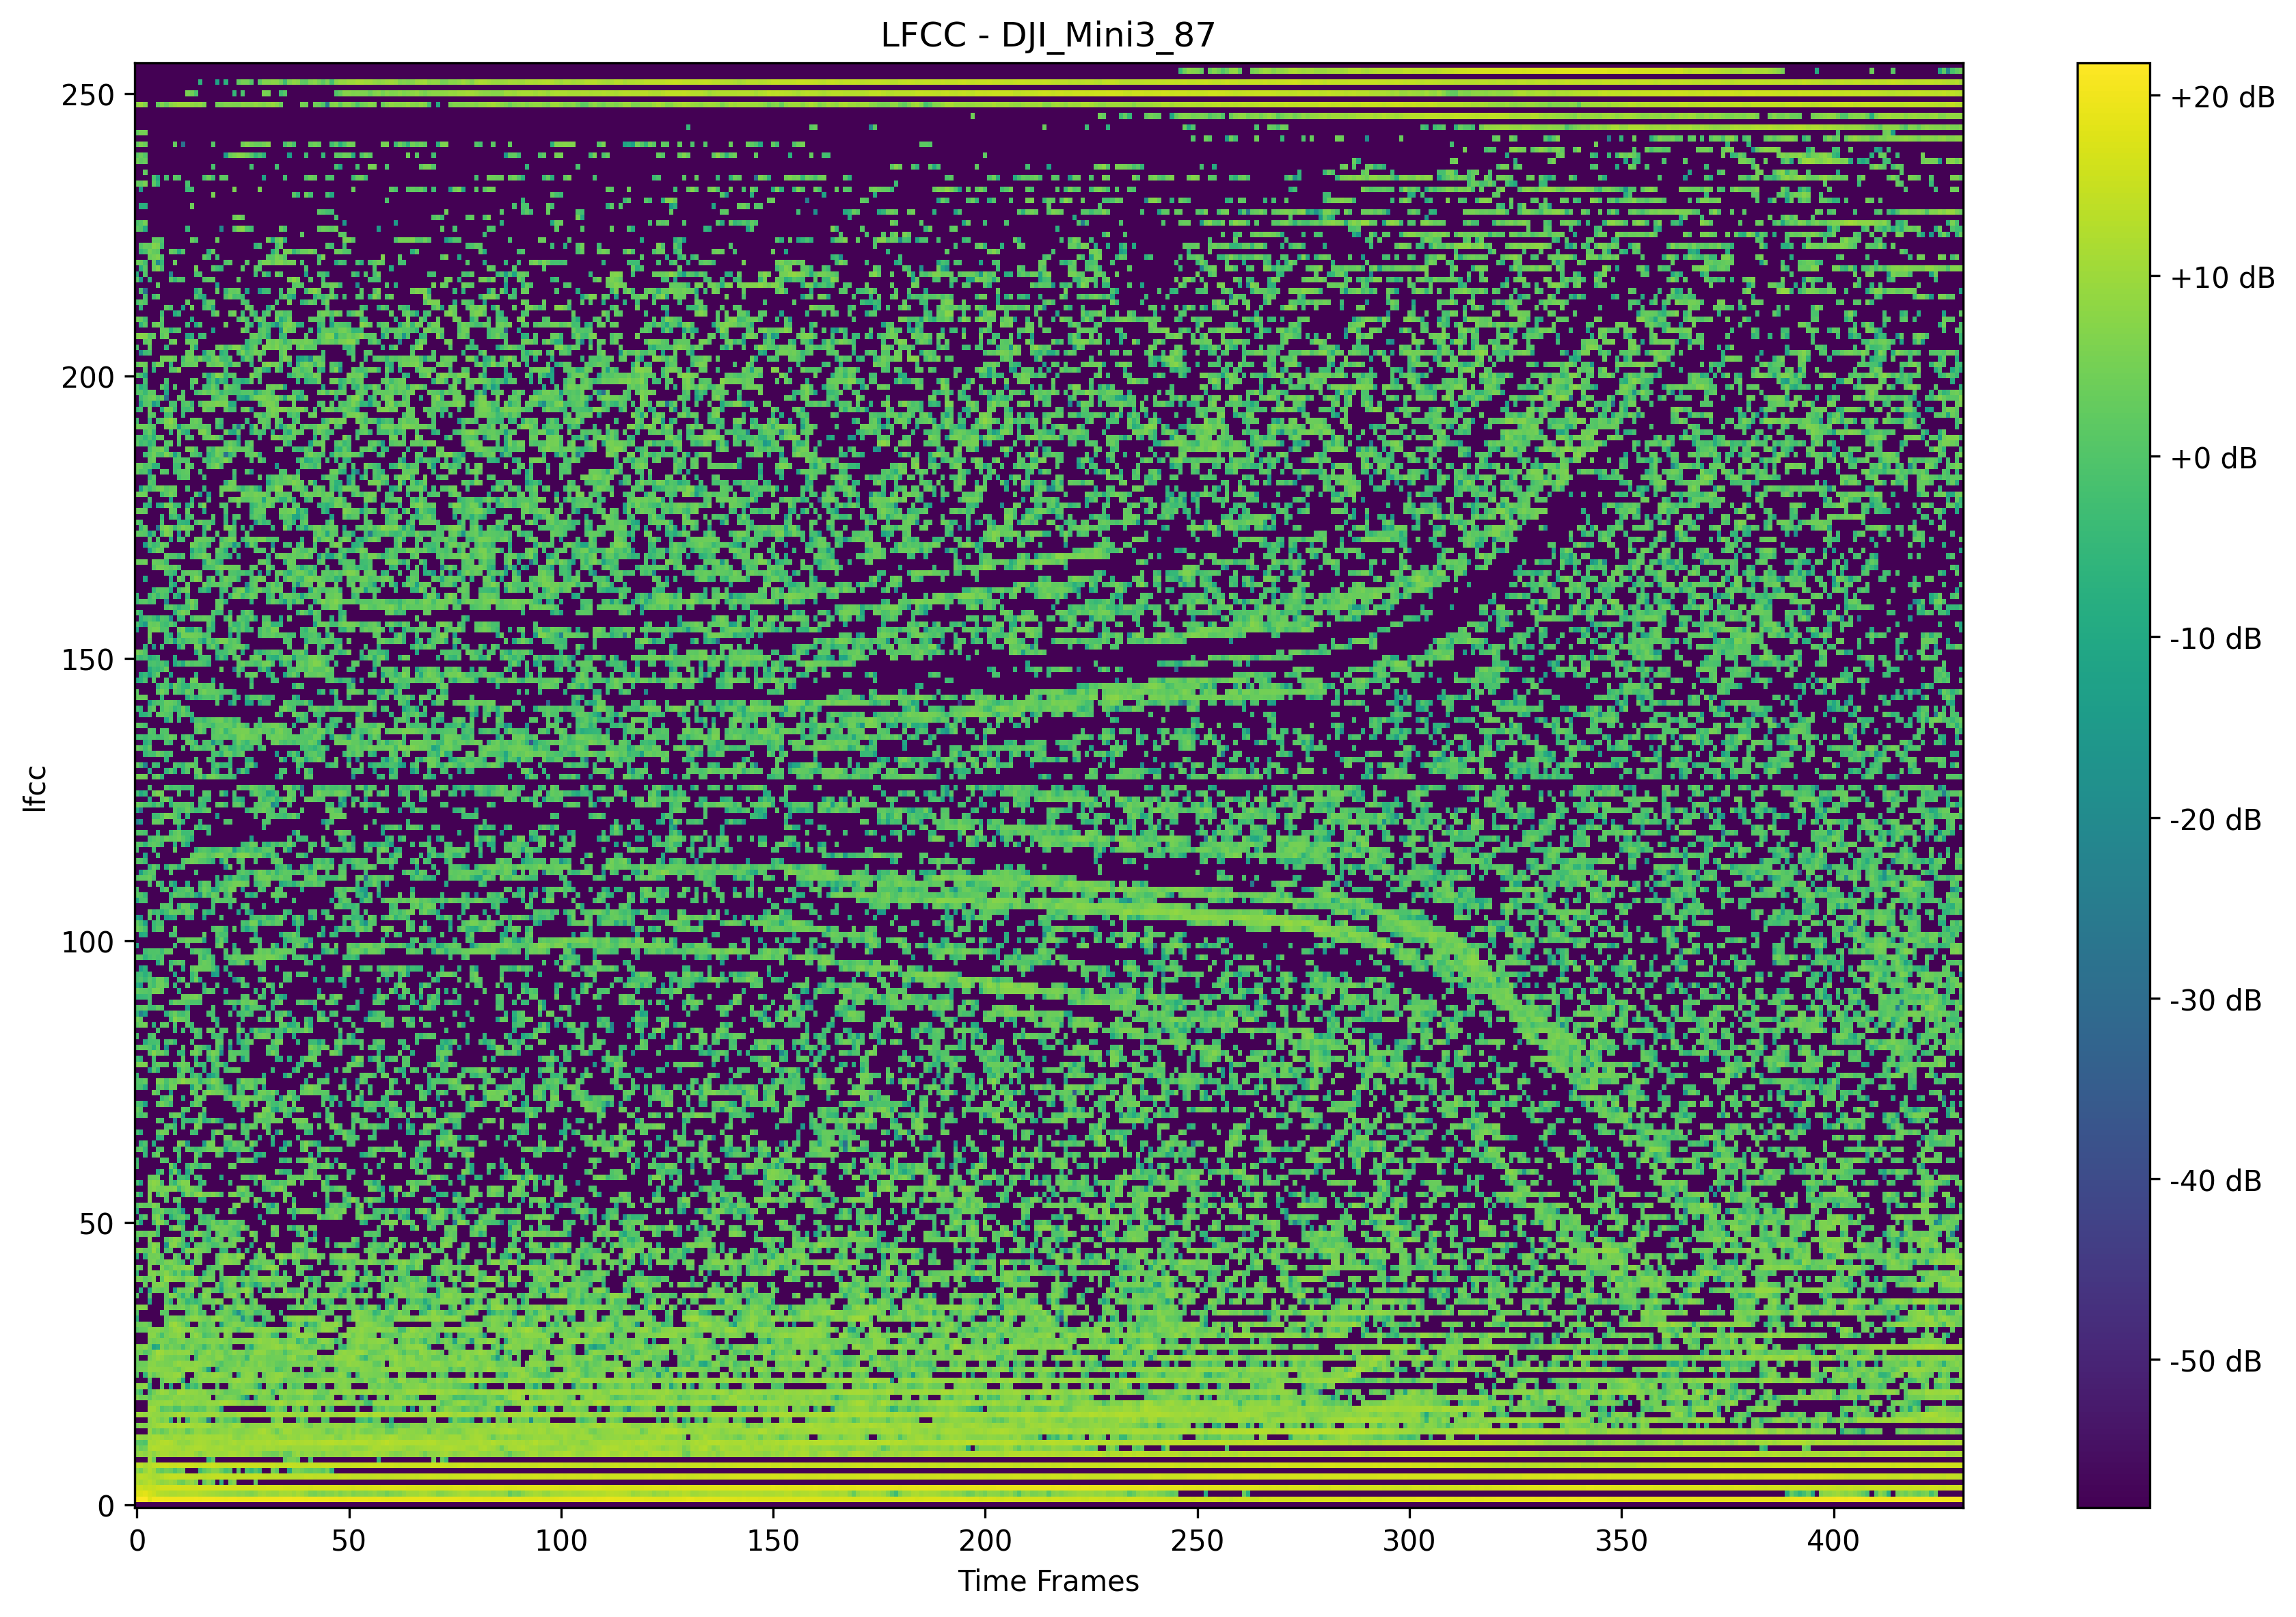 LFCC - DJI_Mini3_87
250
200
150
100
50
0
lfcc
0 50 100 150 200 250 300 350 400
Time Frames
+20 dB
+10 dB
+0 dB
-10 dB
-20 dB
-30 dB
-40 dB
-50 dB